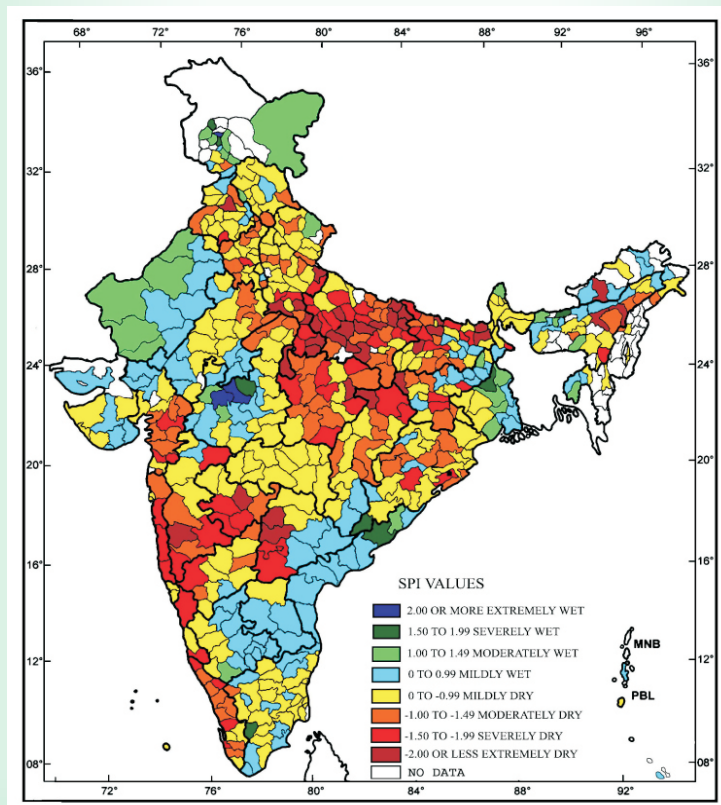 68° 72° 76° 80° 84° 88° 92° 96°
36° 36°
32° 32°
28° 28°
24° 24°
20° 20°
16° 16°
SPI VALUES
2.00 OR MORE EXTREMELY WET
1.50 TO 1.99 SEVERELY WET
1.00 TO 1.49 MODERATELY WET
0 TO 0.99 MILDLY WET
0 TO -0.99 MILDLY DRY
-1.00 TO -1.49 MODERATELY DRY
-1.50 TO -1.99 SEVERELY DRY
-2.00 OR LESS EXTREMELY DRY
NO DATA
MNB
12° 12°
PBL
08° 08°
76° 80° 84° 88° 92°